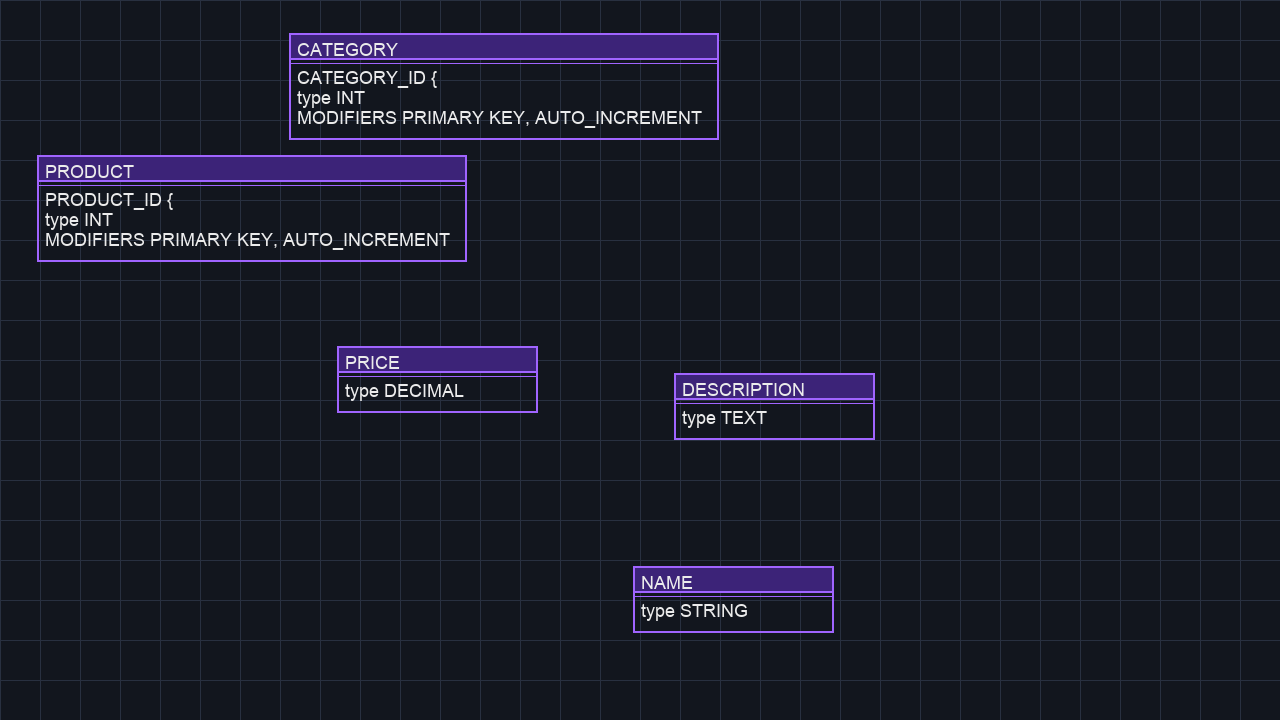 CATEGORY
CATEGORY_ID {
type INT
MODIFIERS PRIMARY KEY, AUTO_INCREMENT
PRODUCT
PRODUCT_ID {
type INT
MODIFIERS PRIMARY KEY, AUTO_INCREMENT
PRICE
type DECIMAL
DESCRIPTION
type TEXT
NAME
type STRING